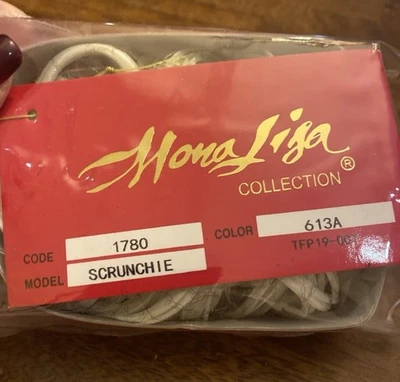 Mona Lisa ®
COLLECTION
CODE 1780 COLOR 613A
MODEL SCRUNCHIE